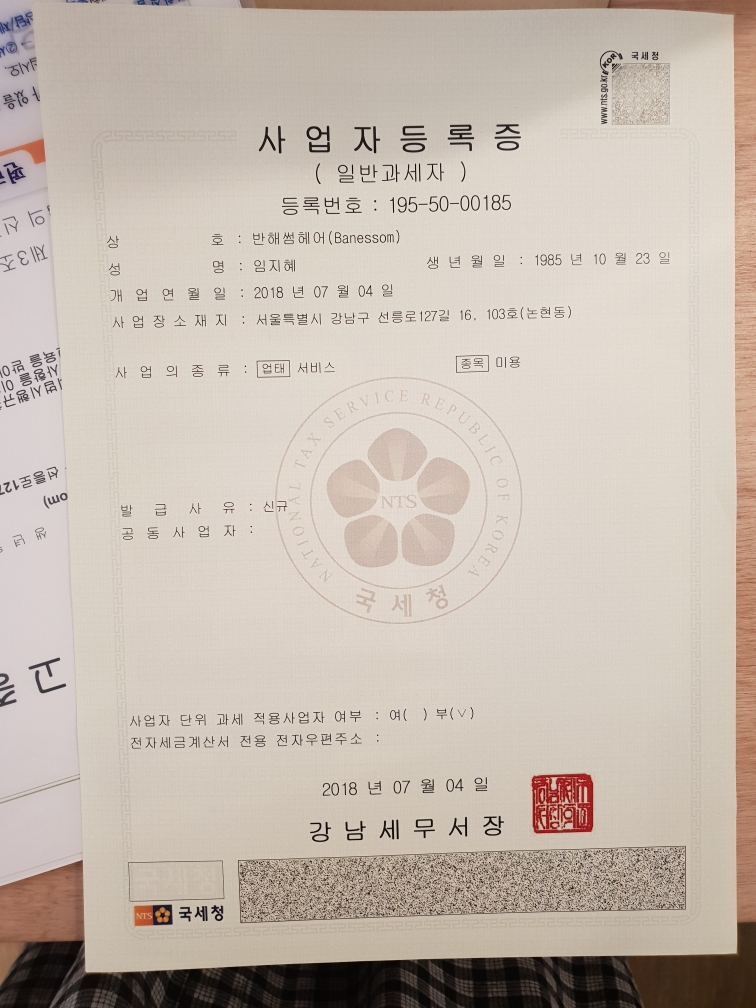 국세청
KOR
www.nts.go.kr
사업자등록증
( 일반과세자 )
등록번호 : 195-50-00185
상 호 : 반해썸헤어(Banessom)
성 명 : 임지혜 생 년 월 일 : 1985 년 10 월 23 일
개 업 연 월 일 : 2018 년 07 월 04 일
사 업 장 소 재 지 : 서울특별시 강남구 선릉로127길 16, 103호(논현동)
사 업 의 종 류 : 업태 서비스 종목 미용
NATIONAL TAX SERVICE REPUBLIC OF KOREA
NTS
국세청
발 급 사 유 : 신규
공 동 사 업 자 :
사업자 단위 과세 적용사업자 여부 : 여( ) 부(∨)
전자세금계산서 전용 전자우편주소 :
2018 년 07 월 04 일
강남세무서장
NTS 국세청